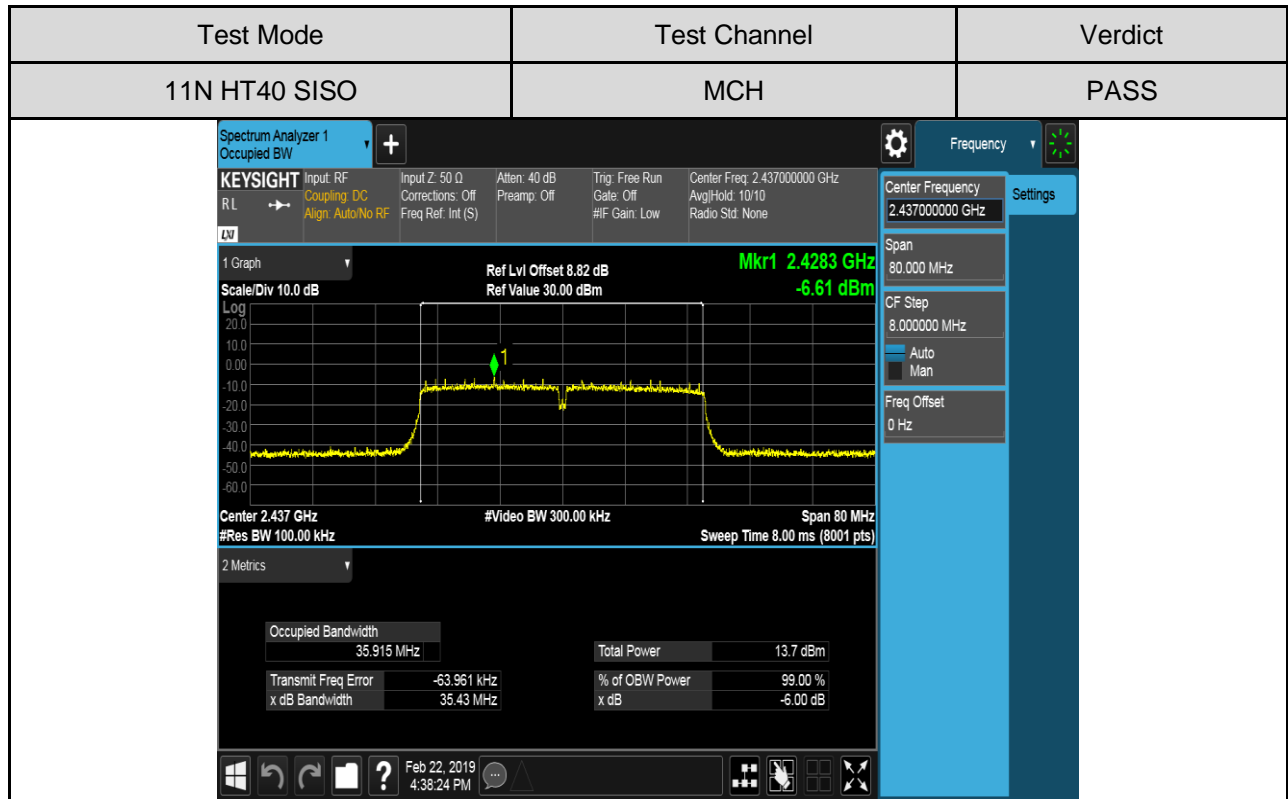 Test Mode Test Channel Verdict
11N HT40 SISO MCH PASS
Spectrum Analyzer 1
Occupied BW
+
Frequency
KEYSIGHT
RL
LXI
Input: RF
Coupling: DC
Align: Auto/No RF
Input Z: 50 Ω
Corrections: Off
Freq Ref: Int (S)
Atten: 40 dB
Preamp: Off
Trig: Free Run
Gate: Off
#IF Gain: Low
Center Freq: 2.437000000 GHz
Avg|Hold: 10/10
Radio Std: None
Center Frequency
2.437000000 GHz
Settings
Span
80.000 MHz
CF Step
8.000000 MHz
Auto
Man
Freq Offset
0 Hz
1 Graph
Scale/Div 10.0 dB
Ref Lvl Offset 8.82 dB
Ref Value 30.00 dBm
Mkr1 2.4283 GHz
-6.61 dBm
Log
20.0
10.0
0.00
-10.0
-20.0
-30.0
-40.0
-50.0
-60.0
1
Center 2.437 GHz
#Res BW 100.00 kHz
#Video BW 300.00 kHz
Span 80 MHz
Sweep Time 8.00 ms (8001 pts)
2 Metrics
Occupied Bandwidth
35.915 MHz
Total Power 13.7 dBm
Transmit Freq Error -63.961 kHz
x dB Bandwidth 35.43 MHz
% of OBW Power 99.00 %
x dB -6.00 dB
?
Feb 22, 2019
4:38:24 PM